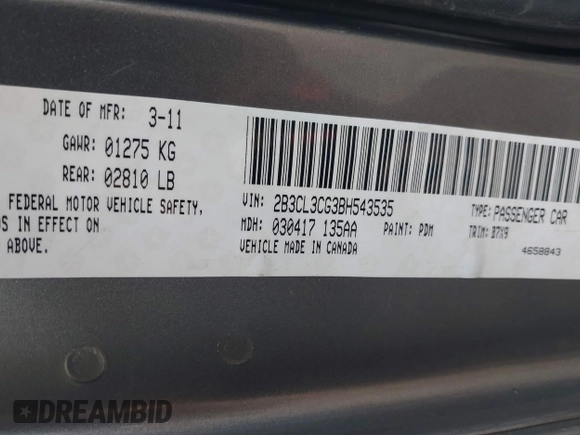 DATE OF MFR: 3-11
GAWR: 01275 KG
REAR: 02810 LB
FEDERAL MOTOR VEHICLE SAFETY,
DS IN EFFECT ON
ABOVE.
VIN: 2B3CL3CG3BH543535
TYPE: PASSENGER CAR
MDH: 030417 135AA PAINT: PDM TRIM: B7X9
VEHICLE MADE IN CANADA
4658843
DREAMBID